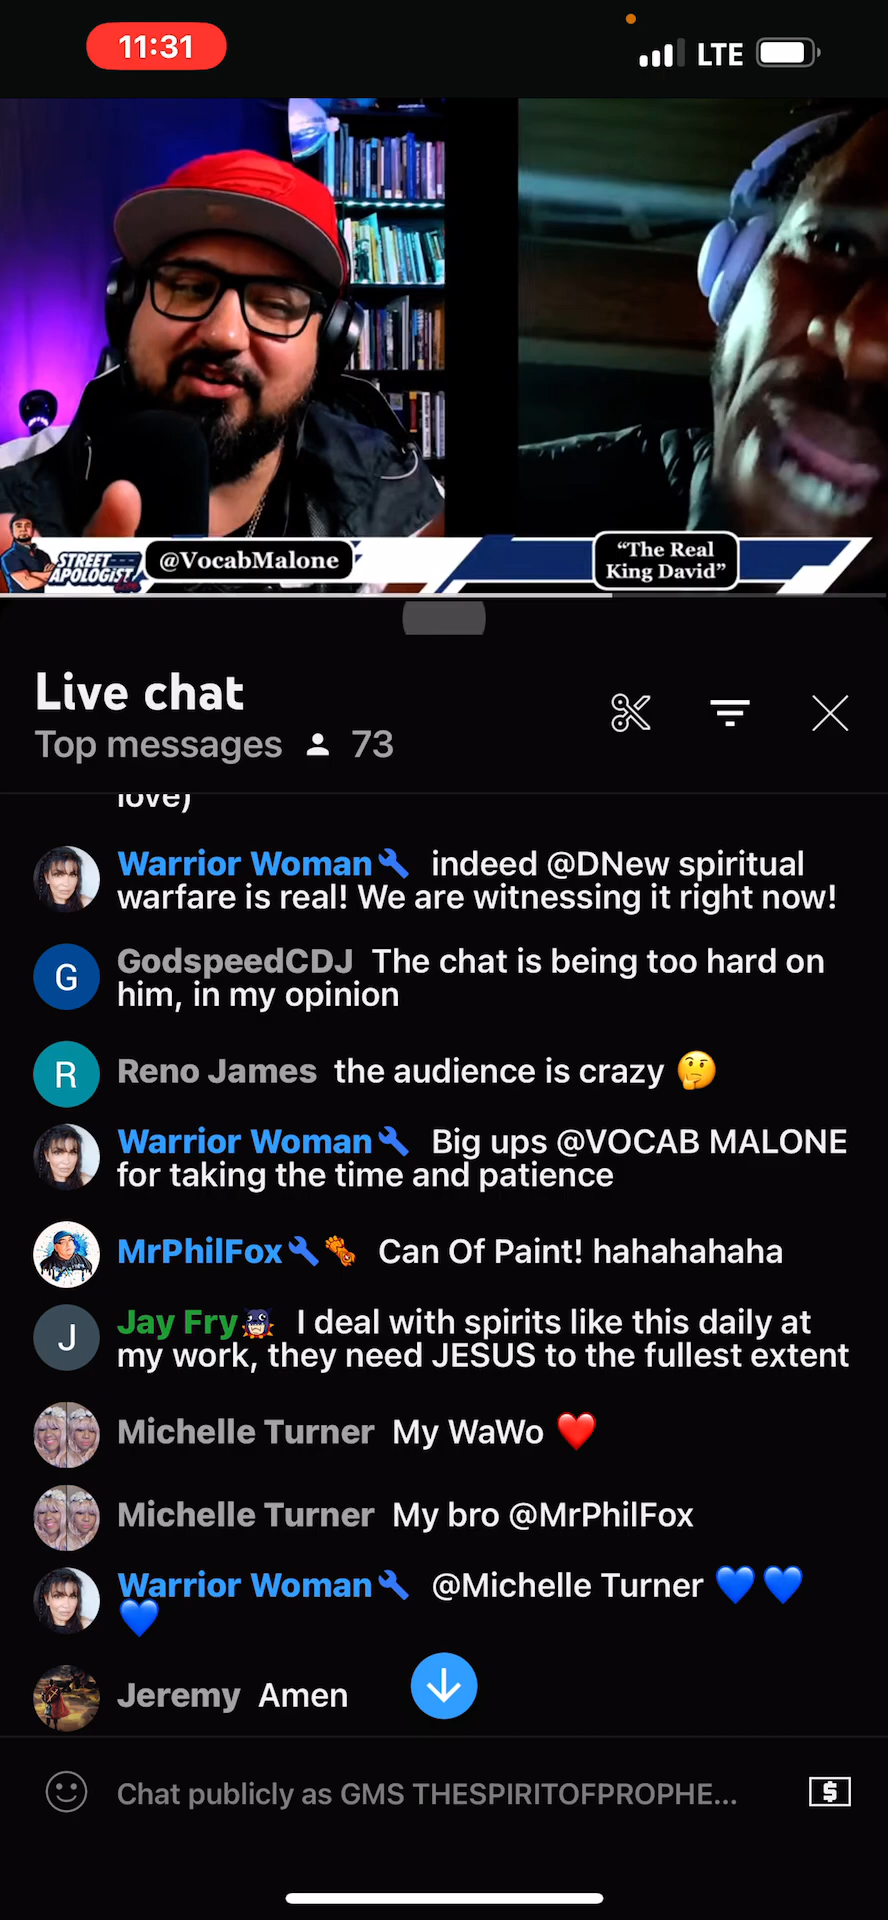 11:31
LTE
STREET
APOLOGIST
Live
@VocabMalone
“The Real
King David”
Live chat
Top messages 73
love)
Warrior Woman🔧 indeed @DNew spiritual
warfare is real! We are witnessing it right now!
G
GodspeedCDJ The chat is being too hard on
him, in my opinion
R
Reno James the audience is crazy 🤔
Warrior Woman🔧 Big ups @VOCAB MALONE
for taking the time and patience
MrPhilFox🔧 Can Of Paint! hahahahaha
J
Jay Fry I deal with spirits like this daily at
my work, they need JESUS to the fullest extent
Michelle Turner My WaWo ❤️
Michelle Turner My bro @MrPhilFox
Warrior Woman🔧 @Michelle Turner 💙💙
💙
Jeremy Amen
Chat publicly as GMS THESPIRITOFPROPHE...
$